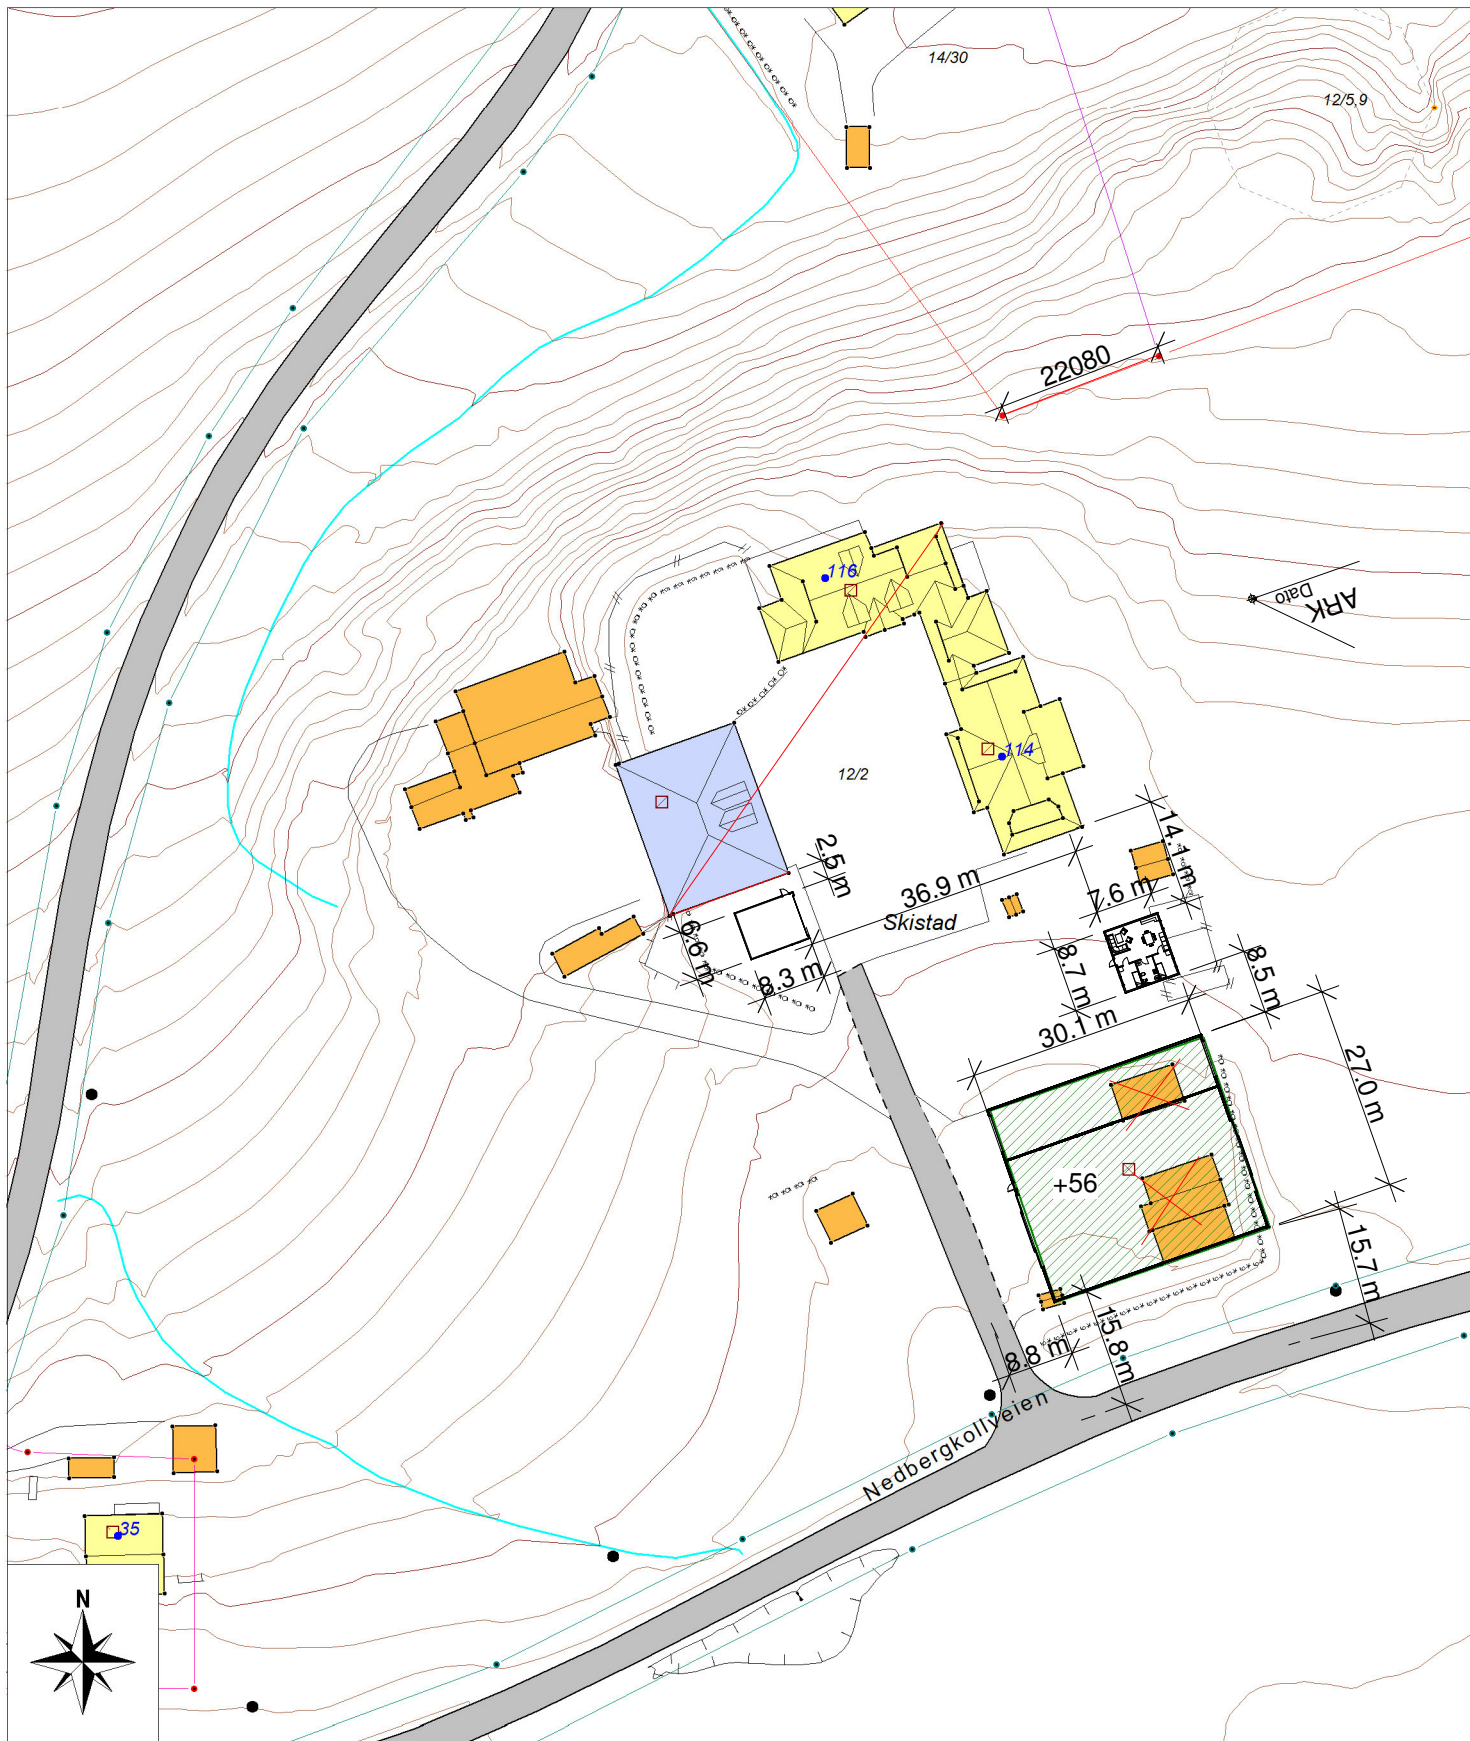 14/30
12/5,9
22080
116
ARK
Dato
114
12/2
2.5 m
14.1 m
36.9 m
7.6 m
Skistad
6.6 m
8.3 m
8.7 m
8.5 m
30.1 m
27.0 m
+56
15.7 m
15.8 m
8.8 m
Nedbergkollveien
35
N